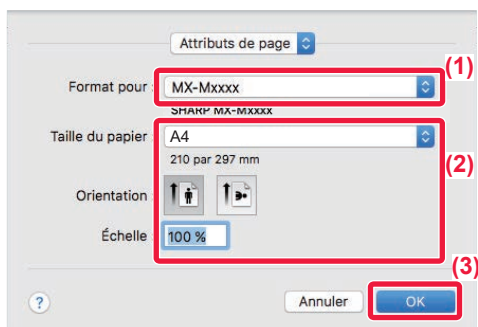 Attributs de page
(1)
Format pour : MX-Mxxxx
SHARP MX-Mxxxx
Taille du papier : A4
210 par 297 mm
(2)
Orientation :
Échelle : 100 %
(3)
? Annuler OK